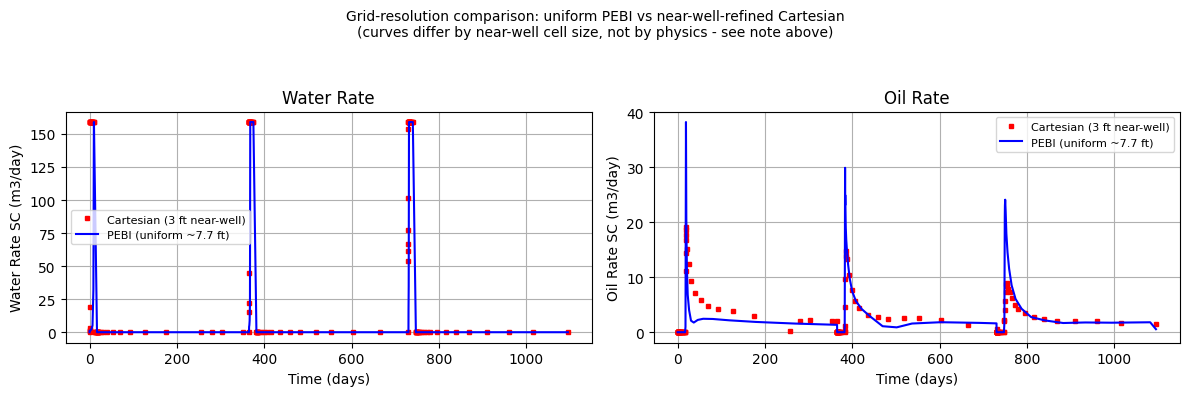 Grid-resolution comparison: uniform PEBI vs near-well-refined Cartesian
(curves differ by near-well cell size, not by physics - see note above)
Water Rate
Water Rate SC (m3/day)
150
125
100
75
50
25
0
Cartesian (3 ft near-well)
PEBI (uniform ~7.7 ft)
0 200 400 600 800 1000
Time (days)
Oil Rate
Oil Rate SC (m3/day)
40
30
20
10
0
Cartesian (3 ft near-well)
PEBI (uniform ~7.7 ft)
0 200 400 600 800 1000
Time (days)